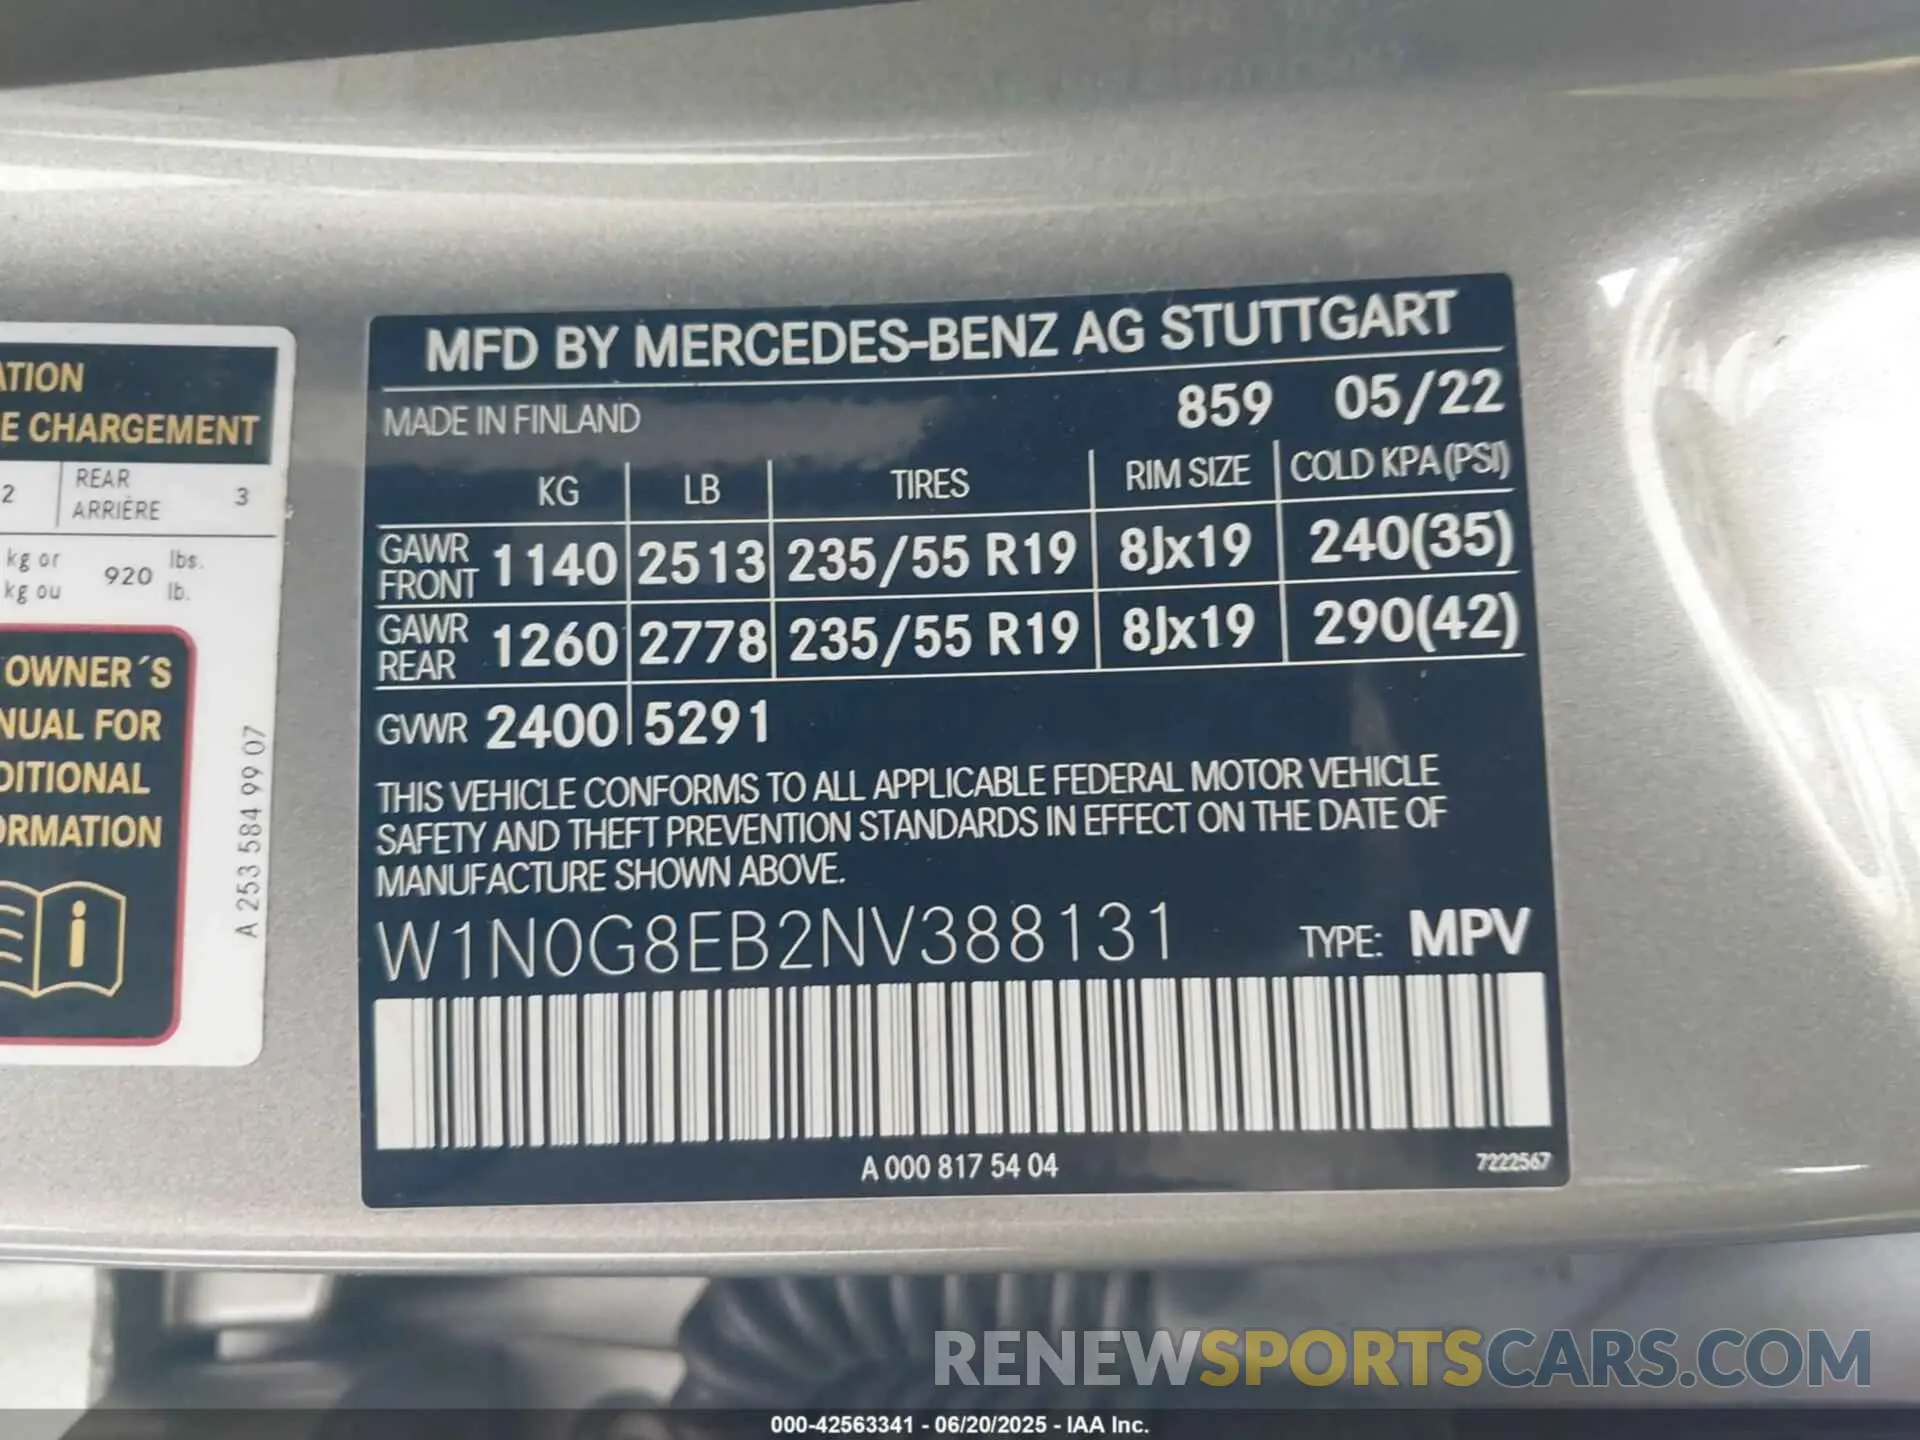 ATION
E CHARGEMENT
2 REAR ARRIÈRE 3
kg or 920 lbs.
kg ou lb.
OWNER´S
NUAL FOR
DITIONAL
ORMATION
i
A 253 584 99 07
MFD BY MERCEDES-BENZ AG STUTTGART
MADE IN FINLAND 859 05/22
KG LB TIRES RIM SIZE COLD KPA (PSI)
GAWR FRONT 1140 2513 235/55 R19 8Jx19 240(35)
GAWR REAR 1260 2778 235/55 R19 8Jx19 290(42)
GVWR 2400 5291
THIS VEHICLE CONFORMS TO ALL APPLICABLE FEDERAL MOTOR VEHICLE
SAFETY AND THEFT PREVENTION STANDARDS IN EFFECT ON THE DATE OF
MANUFACTURE SHOWN ABOVE.
W1N0G8EB2NV388131 TYPE: MPV
A 000 817 54 04 7222567
RENEWSPORTSCARS.COM
000-42563341 - 06/20/2025 - IAA Inc.